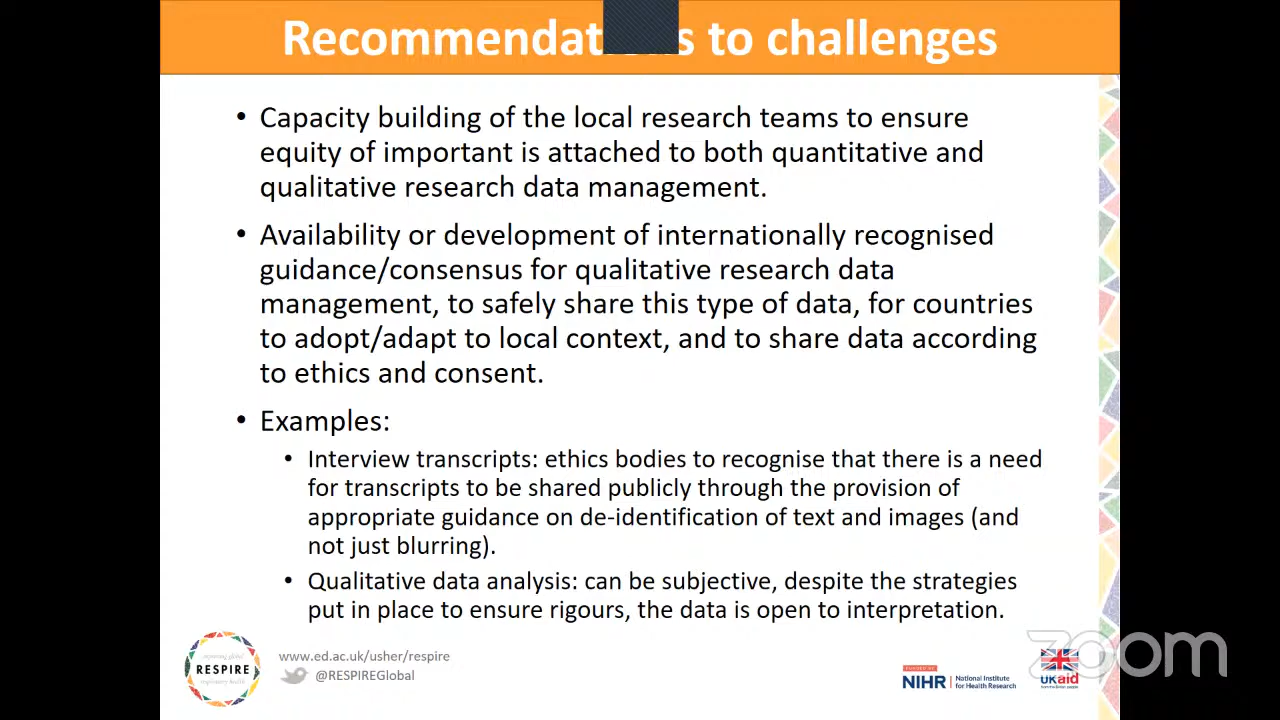 Recommendations to challenges
• Capacity building of the local research teams to ensure
equity of important is attached to both quantitative and
qualitative research data management.
• Availability or development of internationally recognised
guidance/consensus for qualitative research data
management, to safely share this type of data, for countries
to adopt/adapt to local context, and to share data according
to ethics and consent.
• Examples:
• Interview transcripts: ethics bodies to recognise that there is a need
for transcripts to be shared publicly through the provision of
appropriate guidance on de-identification of text and images (and
not just blurring).
• Qualitative data analysis: can be subjective, despite the strategies
put in place to ensure rigours, the data is open to interpretation.
RESPIRE
www.ed.ac.uk/usher/respire
@RESPIREGlobal
NIHR | National Institute
for Health Research
UKaid
zoom